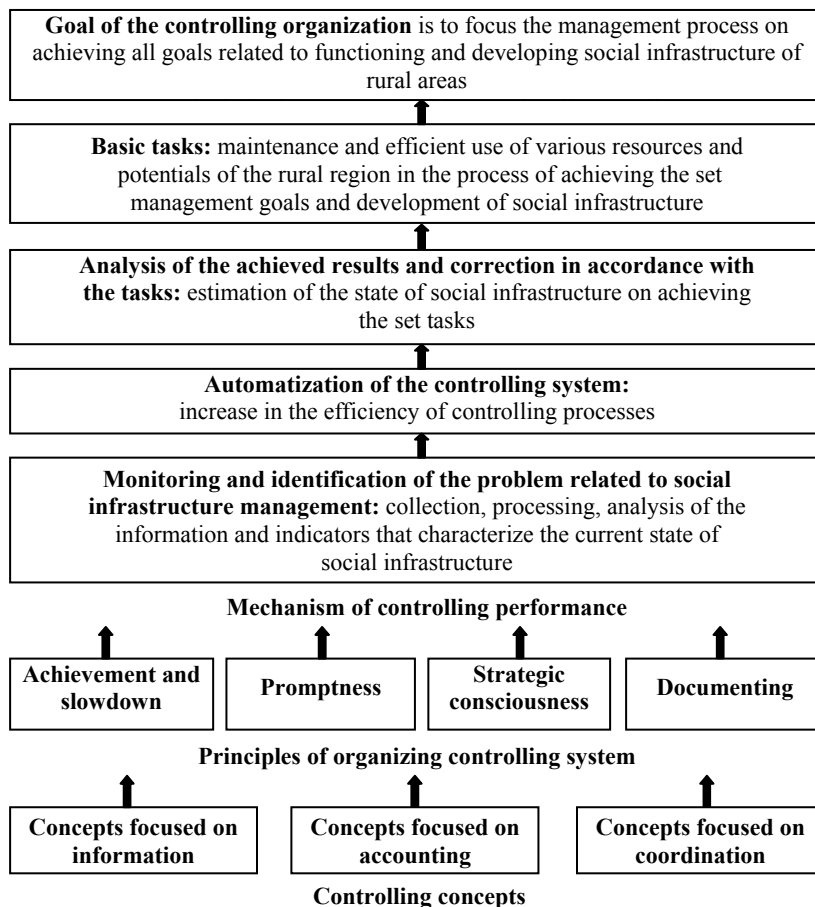 Goal of the controlling organization is to focus the management process on
achieving all goals related to functioning and developing social infrastructure of
rural areas
Basic tasks: maintenance and efficient use of various resources and
potentials of the rural region in the process of achieving the set
management goals and development of social infrastructure
Analysis of the achieved results and correction in accordance with
the tasks: estimation of the state of social infrastructure on achieving
the set tasks
Automatization of the controlling system:
increase in the efficiency of controlling processes
Monitoring and identification of the problem related to social
infrastructure management: collection, processing, analysis of the
information and indicators that characterize the current state of
social infrastructure
Mechanism of controlling performance
Achievement and
slowdown
Promptness
Strategic
consciousness
Documenting
Principles of organizing controlling system
Concepts focused on
information
Concepts focused on
accounting
Concepts focused on
coordination
Controlling concepts